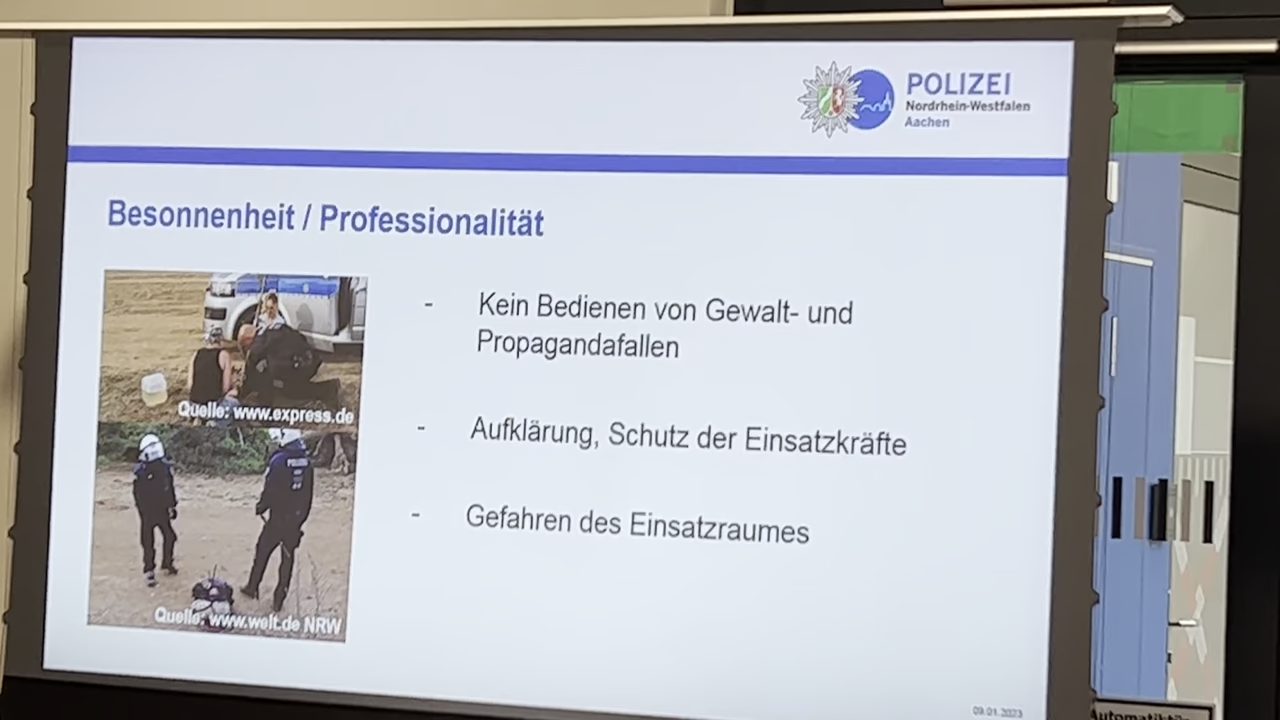 POLIZEI
Nordrhein-Westfalen
Aachen
Besonnenheit / Professionalität
Quelle: www.express.de
POLIZEI
Quelle: www.welt.de NRW
- Kein Bedienen von Gewalt- und
Propagandafallen
- Aufklärung, Schutz der Einsatzkräfte
- Gefahren des Einsatzraumes
09.01.2023